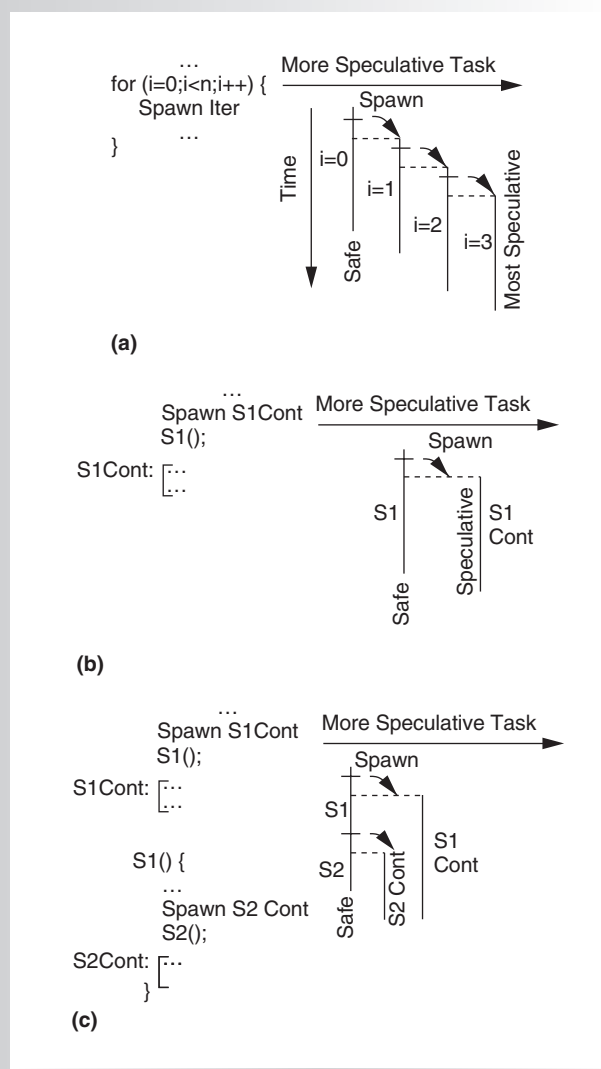 ...
for (i=0;i<n;i++) {
Spawn Iter
...
}
More Speculative Task
Spawn
Time
i=0
i=1
i=2
i=3
Safe
Most Speculative
(a)
...
Spawn S1Cont
S1();
S1Cont: ...
...
More Speculative Task
Spawn
S1
Safe
Speculative
S1
Cont
(b)
...
Spawn S1Cont
S1();
S1Cont: ...
...
S1() {
...
Spawn S2 Cont
S2();
S2Cont: ...
}
More Speculative Task
Spawn
S1
S2
Safe
S2 Cont
S1
Cont
(c)